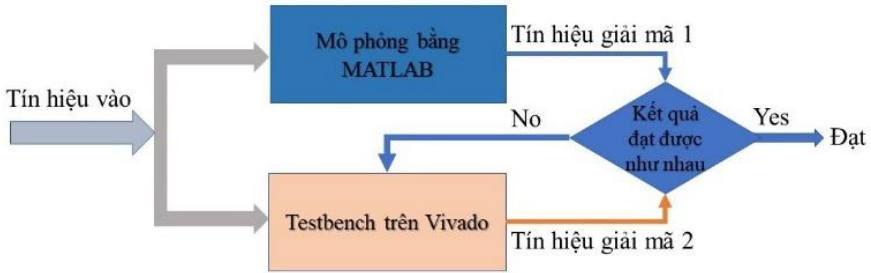 Tín hiệu vào
Mô phỏng bằng
MATLAB
Tín hiệu giải mã 1
Kết quả
đạt được
như nhau
No
Yes
Đạt
Testbench trên Vivado
Tín hiệu giải mã 2